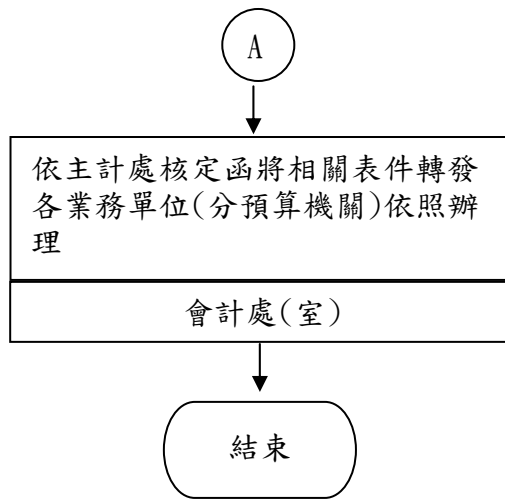 A
依主計處核定函將相關表件轉發
各業務單位(分預算機關)依照辦
理
會計處(室)
結束